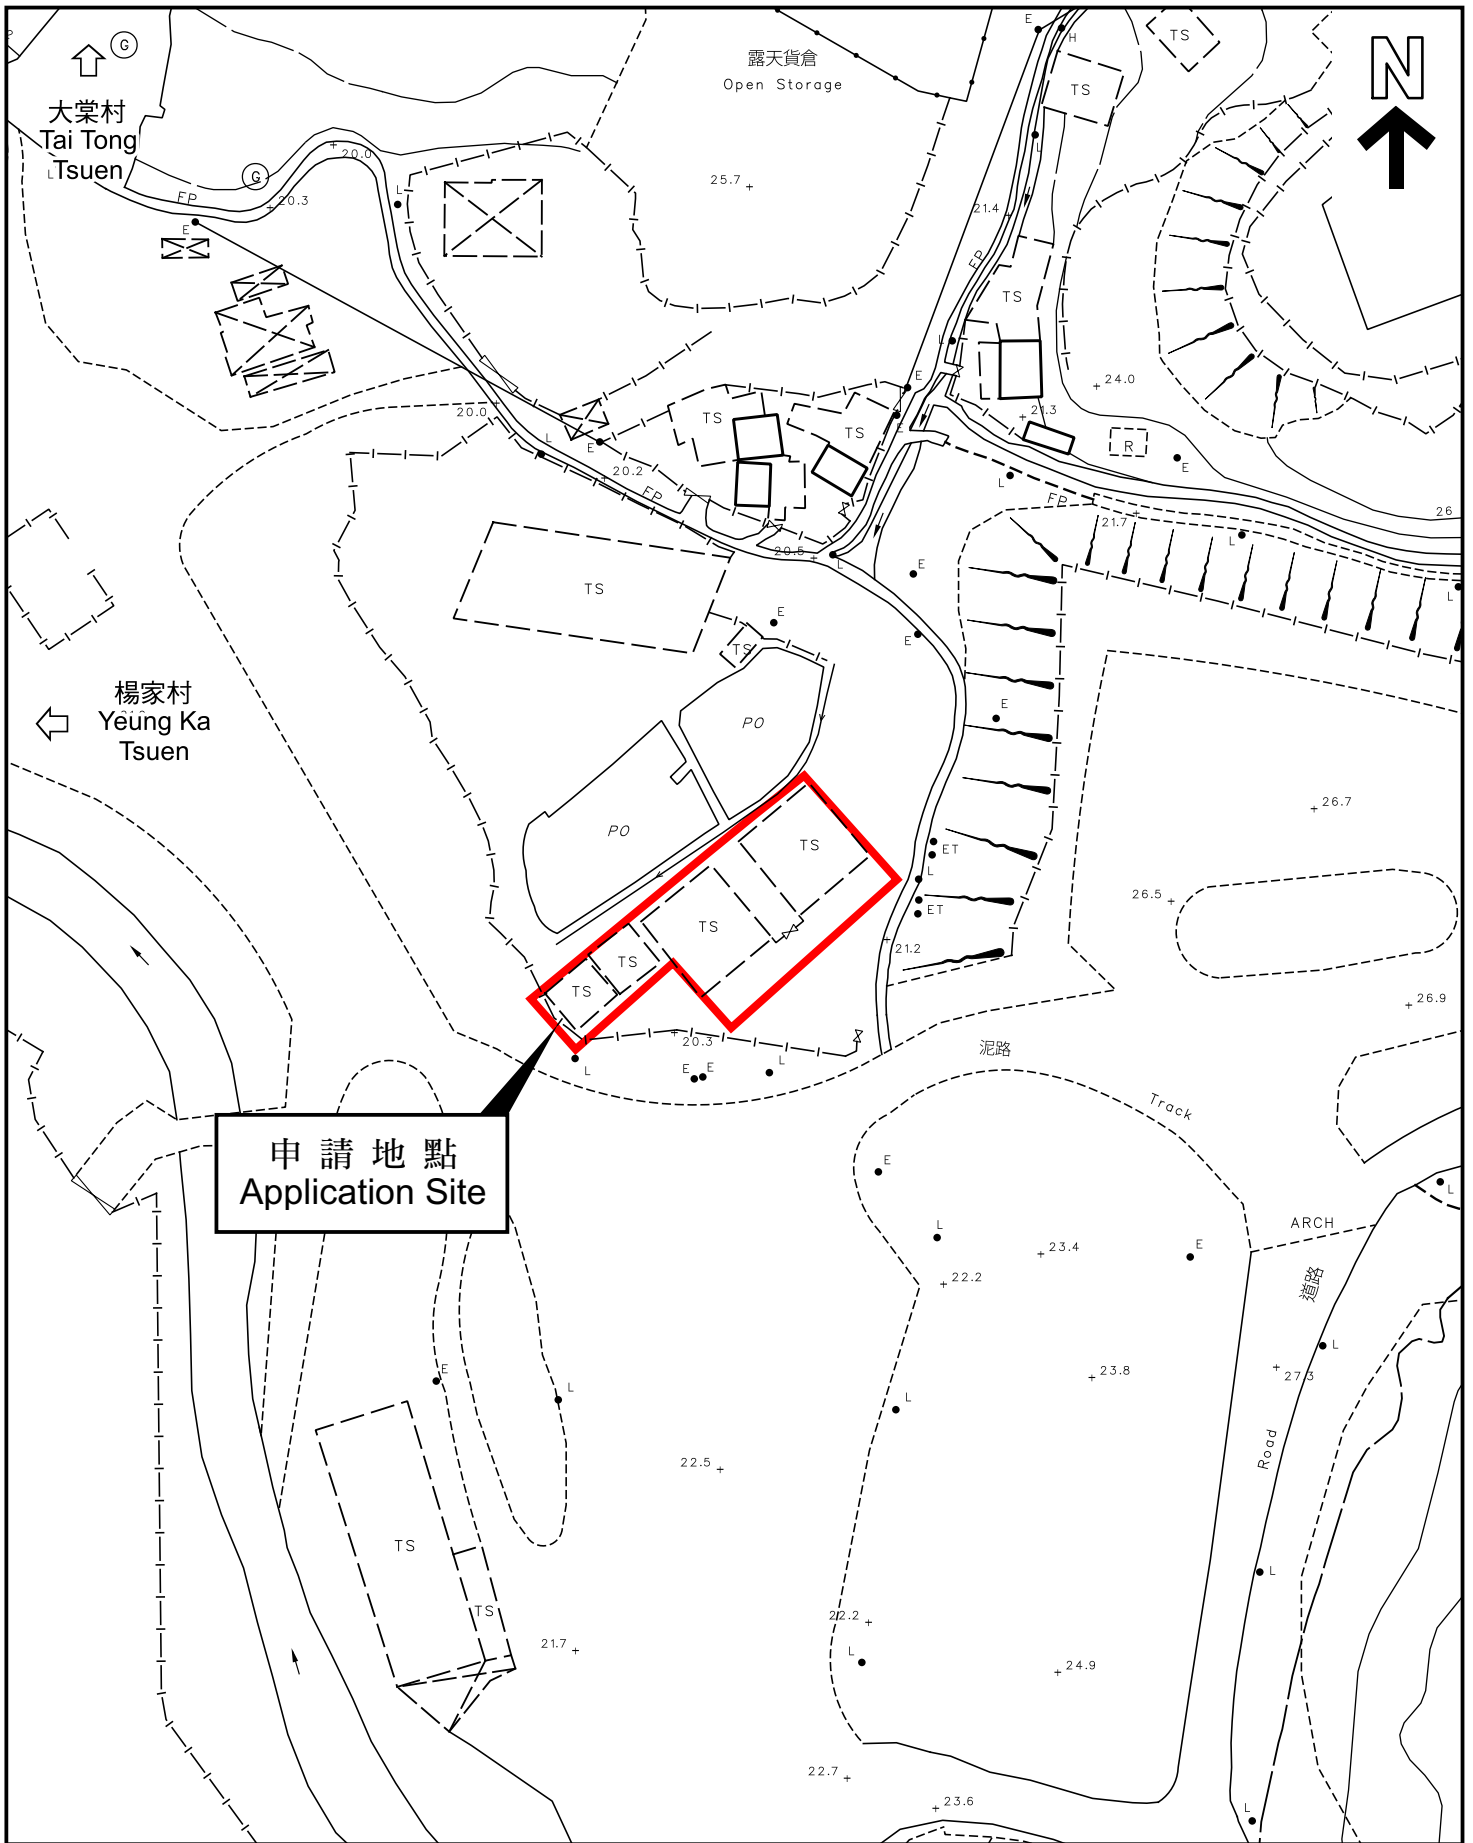 E
H
TS
G
露天貨倉
Open Storage
N
TS
大棠村
Tai Tong
Tsuen
L
20.0
L
G
25.7
FP
20.3
L
21.4
E
FP
TS
L
24.0
E
20.0
TS
21.3
L
TS
E
R
E
E
20.2
L
FP
FP
26
21.7
L
20.5
L
E
TS
L
E
E
TS
楊家村
Yeung Ka
Tsuen
E
PO
26.7
PO
TS
ET
L
26.5
ET
TS
21.2
TS
TS
26.9
20.3
泥路
L
E
E
L
Track
申請地點
Application Site
E
L
ARCH
L
23.4
E
22.2
道路
L
27.3
E
23.8
L
L
Road
22.5
TS
L
TS
22.2
21.7
L
24.9
22.7
23.6
L